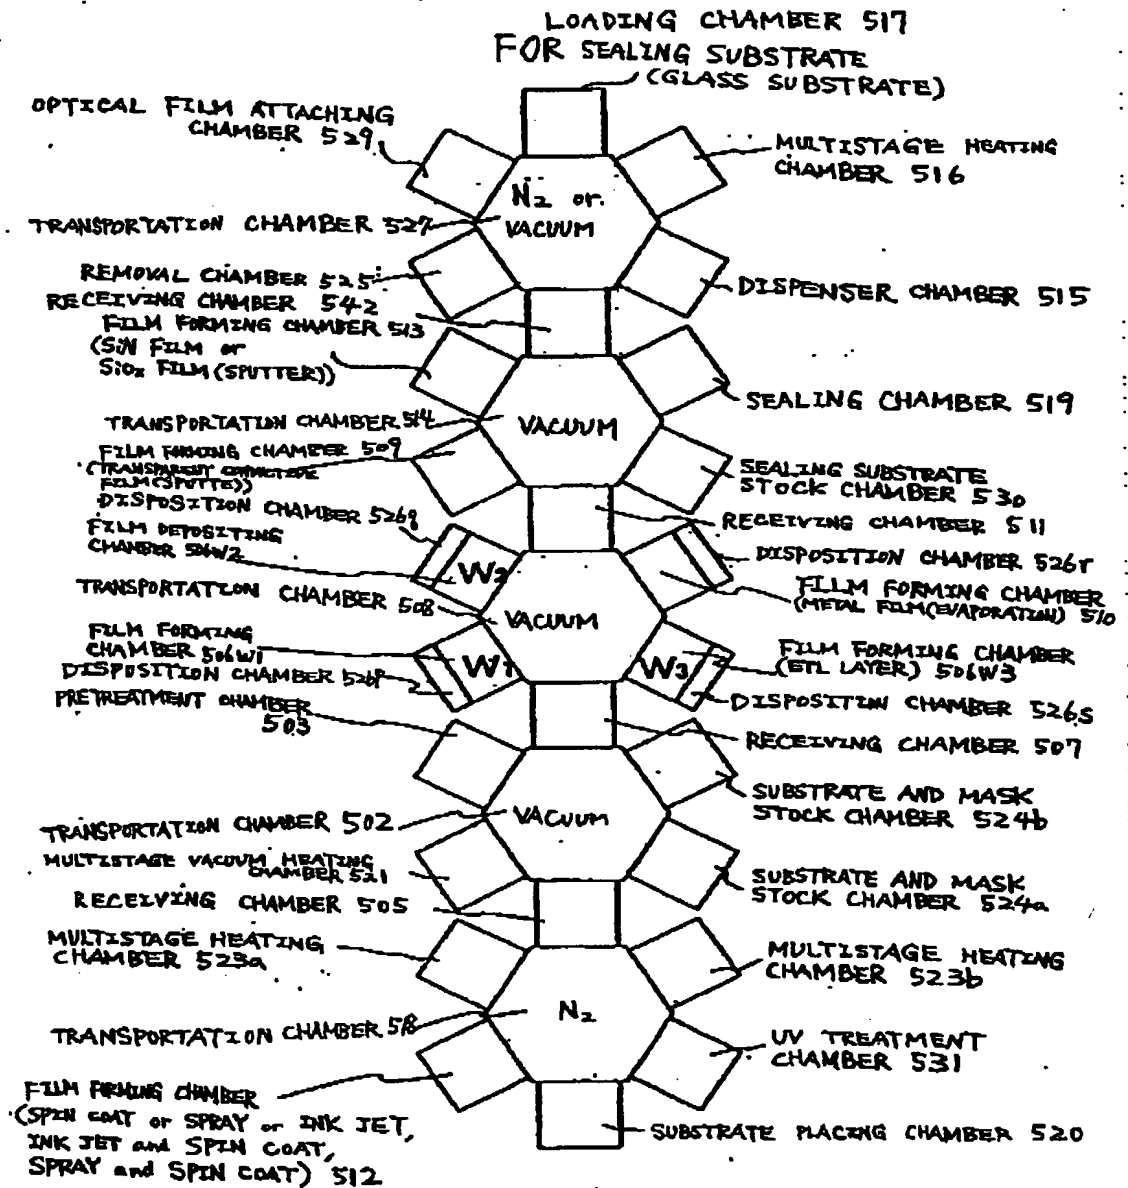 LOADING CHAMBER 517
FOR SEALING SUBSTRATE
(GLASS SUBSTRATE)
OPTICAL FILM ATTACHING
CHAMBER 529
MULTISTAGE HEATING
CHAMBER 516
N2 or
VACUUM
TRANSPORTATION CHAMBER 527
REMOVAL CHAMBER 525
RECEIVING CHAMBER 542
DISPENSER CHAMBER 515
FILM FORMING CHAMBER 513
(SiN FILM or
SiOx FILM (SPUTTER))
SEALING CHAMBER 519
TRANSPORTATION CHAMBER 514
VACUUM
FILM FORMING CHAMBER 509
(TRANSPARENT CONDUCTIVE
FILM (SPUTTE))
SEALING SUBSTRATE
STOCK CHAMBER 530
DISPOSITION CHAMBER 526q
RECEIVING CHAMBER 511
FILM DEPOSITING
CHAMBER 506W2
W2
DISPOSITION CHAMBER 526r
TRANSPORTATION CHAMBER 508
VACUUM
FILM FORMING CHAMBER
(METAL FILM (EVAPORATION) 510
FILM FORMING
CHAMBER 506W1
W1
W3
FILM FORMING CHAMBER
(ETL LAYER) 506W3
DISPOSITION CHAMBER 526P
DISPOSITION CHAMBER 526S
PRETREATMENT CHAMBER
503
RECEIVING CHAMBER 507
SUBSTRATE AND MASK
STOCK CHAMBER 524b
TRANSPORTATION CHAMBER 502
VACUUM
MULTISTAGE VACUUM HEATING
CHAMBER 521
SUBSTRATE AND MASK
STOCK CHAMBER 524a
RECEIVING CHAMBER 505
MULTISTAGE HEATING
CHAMBER 523a
MULTISTAGE HEATING
CHAMBER 523b
TRANSPORTATION CHAMBER 518
N2
UV TREATMENT
CHAMBER 531
FILM FORMING CHAMBER
(SPIN COAT or SPRAY or INK JET,
INK JET and SPIN COAT,
SPRAY and SPIN COAT) 512
SUBSTRATE PLACING CHAMBER 520